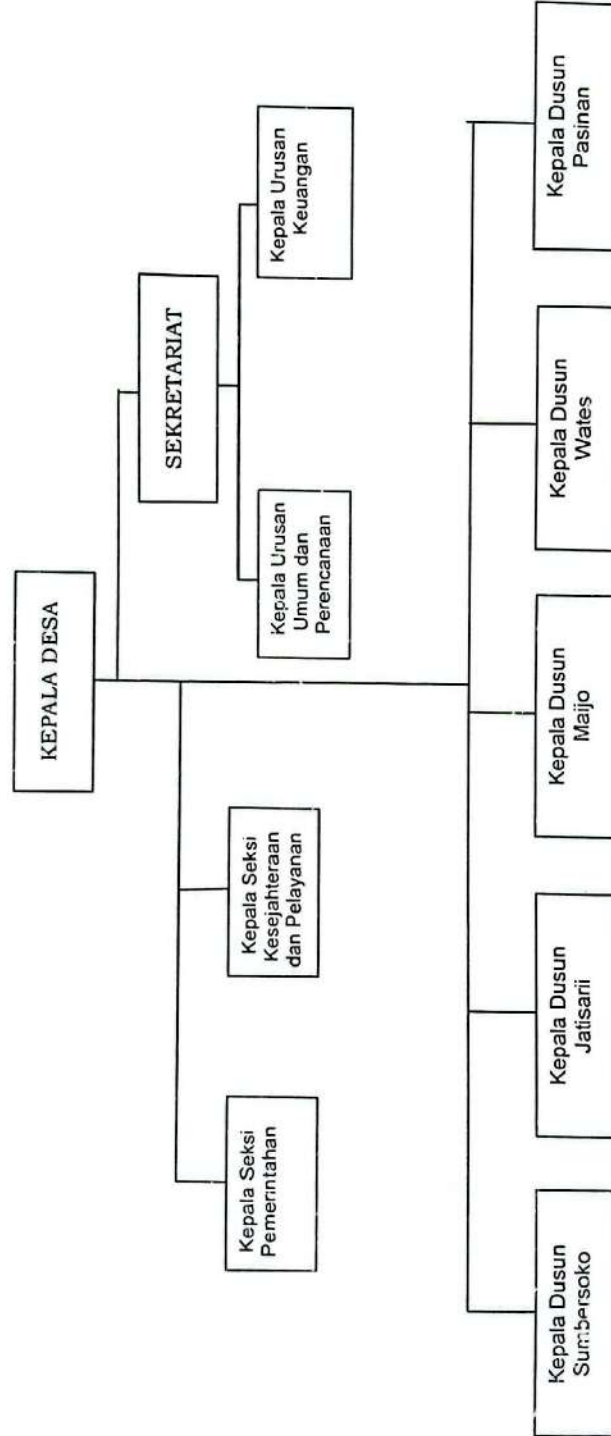 KEPALA DESA
SEKRETARIAT
Kepala Seksi
Pemerintahan
Kepala Seksi
Kesejahteraan
dan Pelayanan
Kepala Urusan
Umum dan
Perencanaan
Kepala Urusan
Keuangan
Kepala Dusun
Sumbersoko
Kepala Dusun
Jatisarii
Kepala Dusun
Maijo
Kepala Dusun
Wates
Kepala Dusun
Pasinan